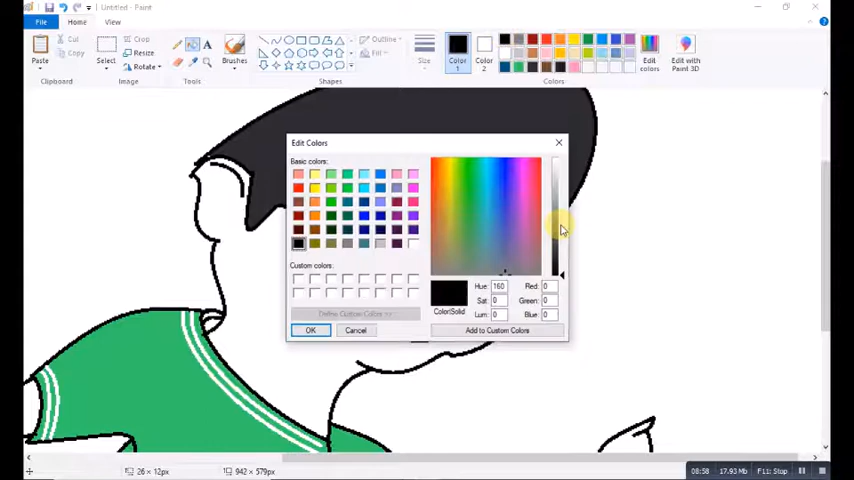 Untitled - Paint
File Home View
Paste
Cut
Copy
Clipboard
Select
Crop
Resize
Rotate
Image
A
Tools
Brushes
Outline
Fill
Shapes
Size
Color 1
Color 2
Edit colors
Edit with Paint 3D
Colors
Edit Colors
Basic colors:
Custom colors:
Define Custom Colors >>
OK Cancel
Hue: 160 Red: 0
Sat: 0 Green: 0
Lum: 0 Blue: 0
Color|Solid
Add to Custom Colors
26 × 12px 942 × 579px
08:58 17.93 Mb F11: Stop